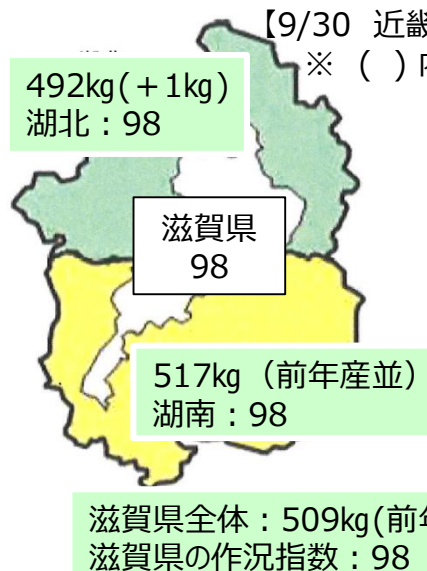 【9/30 近畿
※ ( ) 内
492kg(＋1kg)
湖北：98
滋賀県
98
517kg（前年産並）
湖南：98
滋賀県全体：509kg(前年
滋賀県の作況指数：98